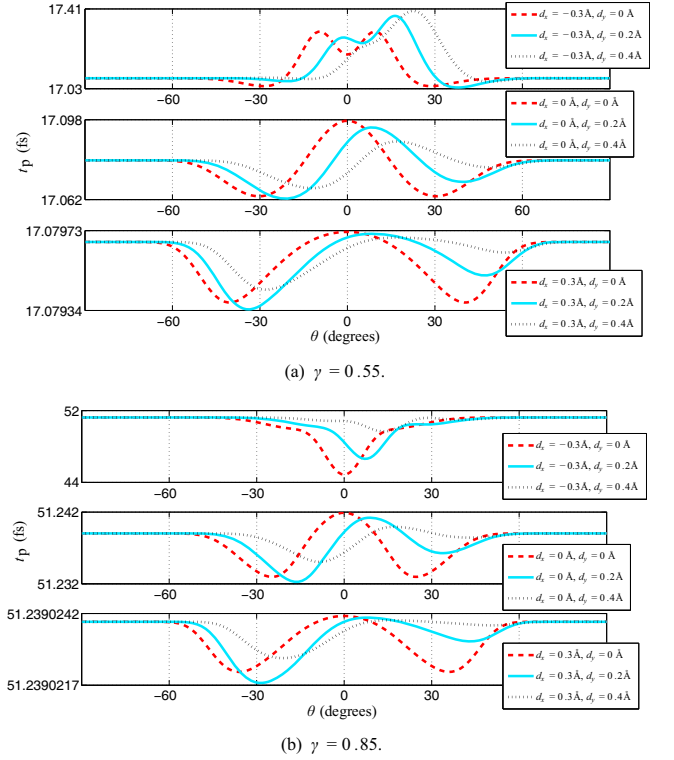 17.41
17.03
−60 −30 0 30
d_x = −0.3Å, d_y = 0 Å
d_x = −0.3Å, d_y = 0.2Å
d_x = −0.3Å, d_y = 0.4Å
17.098
t_p (fs)
17.062
−60 −30 0 30 60
d_x = 0 Å, d_y = 0 Å
d_x = 0 Å, d_y = 0.2Å
d_x = 0 Å, d_y = 0.4Å
17.07973
17.07934
−60 −30 0 30
d_x = 0.3Å, d_y = 0 Å
d_x = 0.3Å, d_y = 0.2Å
d_x = 0.3Å, d_y = 0.4Å
θ (degrees)
(a) γ = 0.55.
52
44
−60 −30 0 30
d_x = −0.3Å, d_y = 0 Å
d_x = −0.3Å, d_y = 0.2Å
d_x = −0.3Å, d_y = 0.4Å
51.242
t_p (fs)
51.232
−60 −30 0 30
d_x = 0 Å, d_y = 0 Å
d_x = 0 Å, d_y = 0.2Å
d_x = 0 Å, d_y = 0.4Å
51.2390242
51.2390217
−60 −30 0 30
d_x = 0.3Å, d_y = 0 Å
d_x = 0.3Å, d_y = 0.2Å
d_x = 0.3Å, d_y = 0.4Å
θ (degrees)
(b) γ = 0.85.